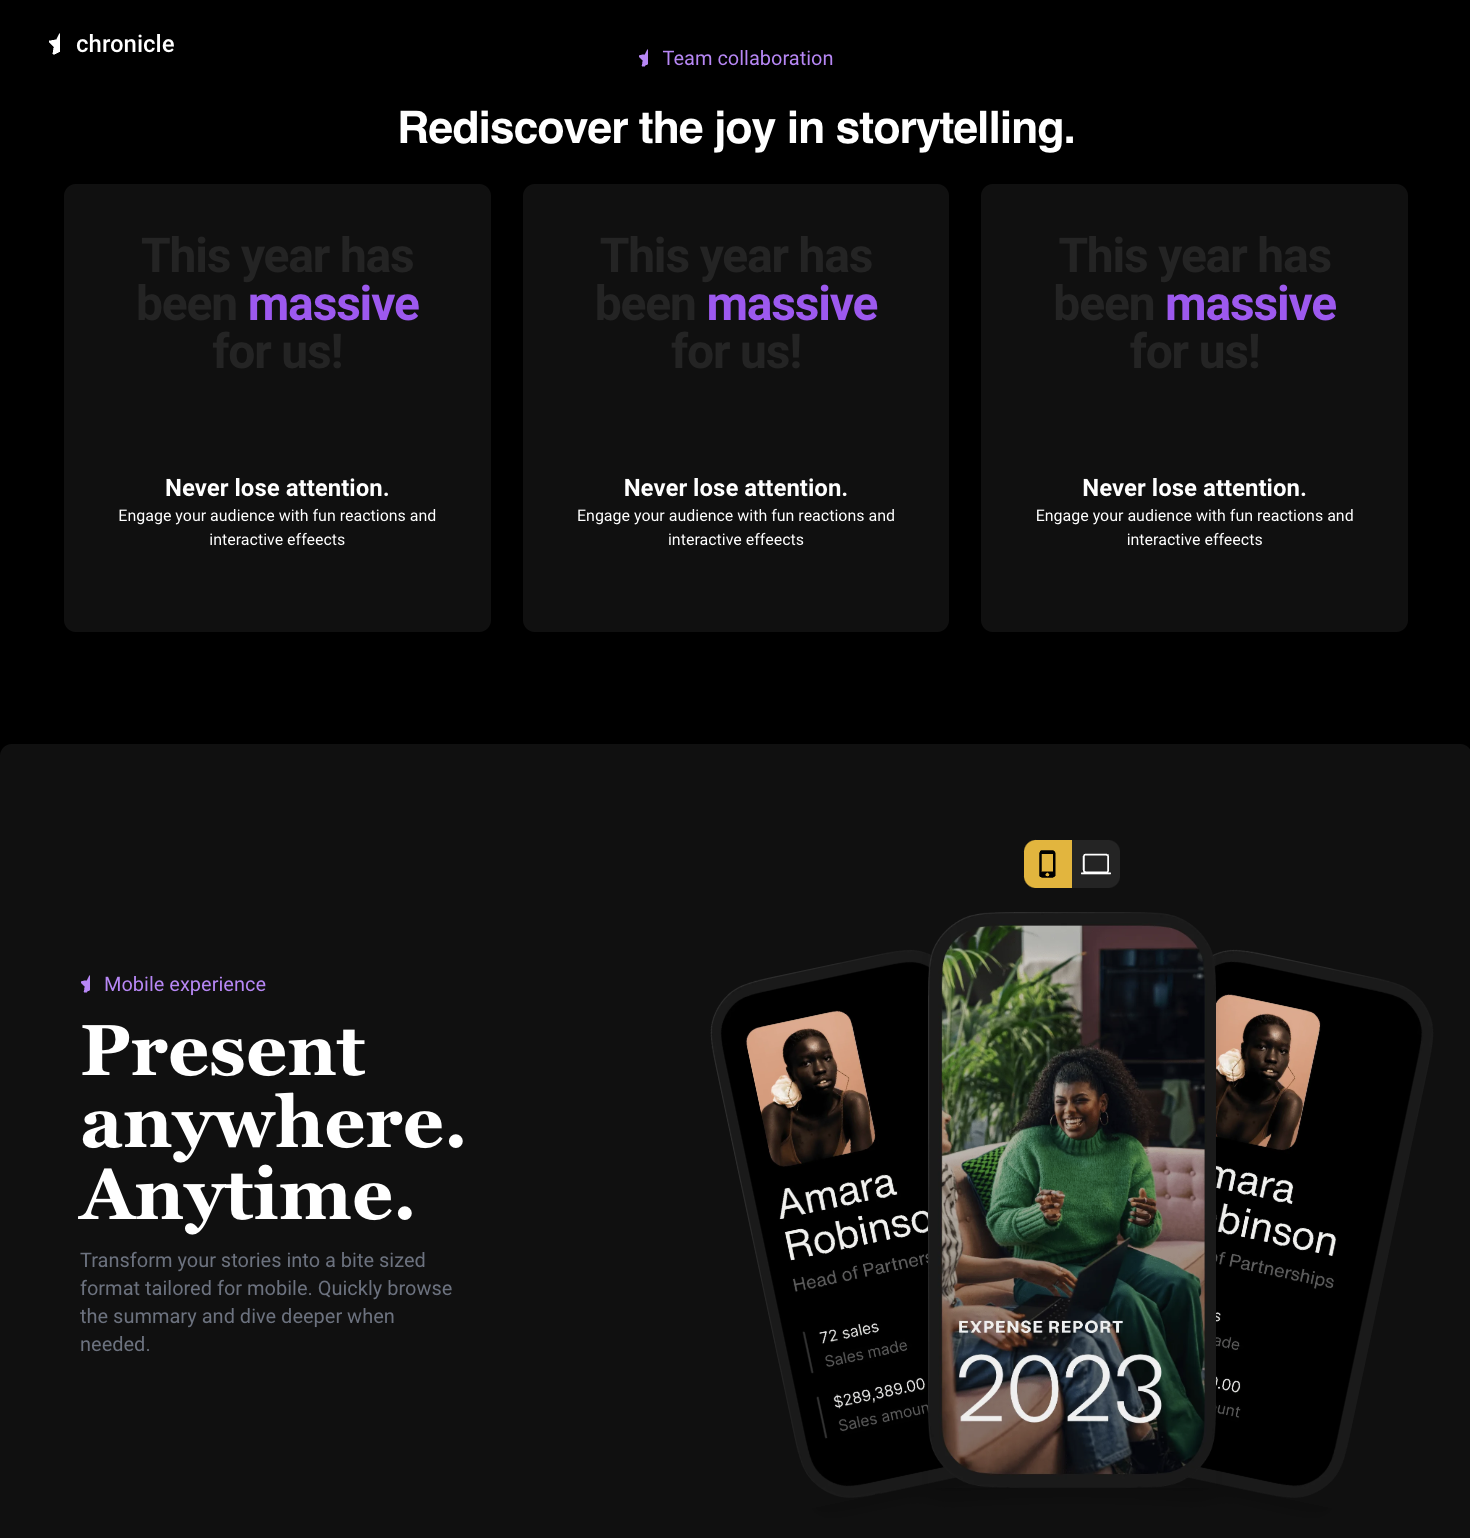 chronicle
Team collaboration
Rediscover the joy in storytelling.
This year has
been massive
for us!
Never lose attention.
Engage your audience with fun reactions and
interactive effeects
This year has
been massive
for us!
Never lose attention.
Engage your audience with fun reactions and
interactive effeects
This year has
been massive
for us!
Never lose attention.
Engage your audience with fun reactions and
interactive effeects
Mobile experience
Present
anywhere.
Anytime.
Transform your stories into a bite sized
format tailored for mobile. Quickly browse
the summary and dive deeper when
needed.
Amara
Robinso
Head of Partners
72 sales
Sales made
$289,389.00
Sales amoun
EXPENSE REPORT
2023
mara
binson
of Partnerships
s
ade
.00
unt